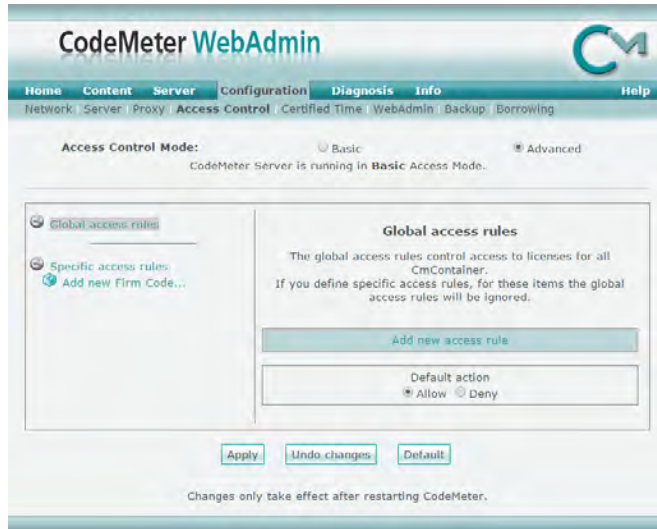 CodeMeter WebAdmin
CM
Home Content Server Configuration Diagnosis Info Help
Network Server Proxy Access Control Certified Time WebAdmin Backup Borrowing
Access Control Mode: Basic Advanced
CodeMeter Server is running in Basic Access Mode.
Global access rules
Specific access rules
Add new Firm Code...
Global access rules
The global access rules control access to licenses for all
CmContainer.
If you define specific access rules, for these items the global
access rules will be ignored.
Add new access rule
Default action
Allow Deny
Apply Undo changes Default
Changes only take effect after restarting CodeMeter.